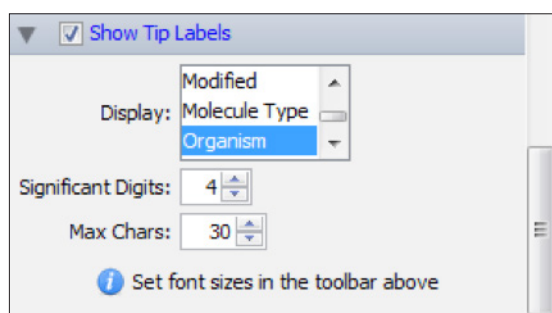 Show Tip Labels
Modified
Display: Molecule Type
Organism
Significant Digits: 4
Max Chars: 30
Set font sizes in the toolbar above